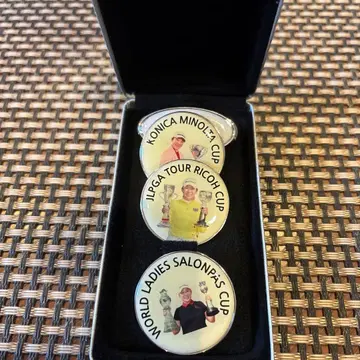 KONICA MINOLTA CUP
JLPGA TOUR RICOH CUP
WORLD LADIES SALONPAS CUP